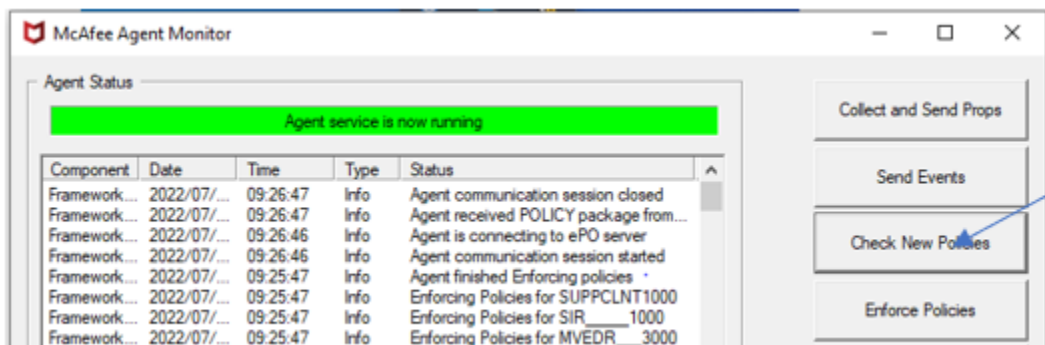 McAfee Agent Monitor
Agent Status
Agent service is now running
Collect and Send Props
Send Events
Check New Policies
Enforce Policies
Component Date Time Type Status
Framework... 2022/07/... 09:26:47 Info Agent communication session closed
Framework... 2022/07/... 09:26:47 Info Agent received POLICY package from...
Framework... 2022/07/... 09:26:46 Info Agent is connecting to ePO server
Framework... 2022/07/... 09:26:46 Info Agent communication session started
Framework... 2022/07/... 09:25:47 Info Agent finished Enforcing policies
Framework... 2022/07/... 09:25:47 Info Enforcing Policies for SUPPCLNT1000
Framework... 2022/07/... 09:25:47 Info Enforcing Policies for SIR_____1000
Framework... 2022/07/... 09:25:47 Info Enforcing Policies for MVEDR___3000